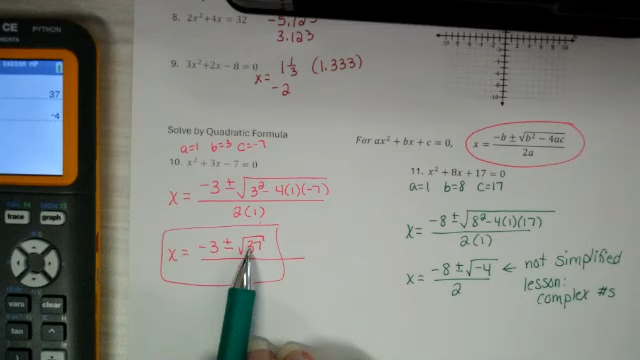 CE PYTHON
37
-4
trace graph
vars clear
tan
8. 2x²+4x = 32
-5.123
3.123
9. 3x²+2x−8 = 0
x = 1 1/3 (1.333)
-2
Solve by Quadratic Formula
a=1 b=3 c=-7
10. x² + 3x − 7 = 0
x = -3 ± √3² - 4(1)(-7) / 2(1)
x = -3 ± √37
For ax² + bx + c = 0, x = −b ± √b² − 4ac / 2a
11. x² + 8x + 17 = 0
a=1 b=8 c=17
x = -8 ± √8² - 4(1)(17) / 2(1)
x = -8 ± √-4 / 2 ← not simplified
lesson:
complex #s